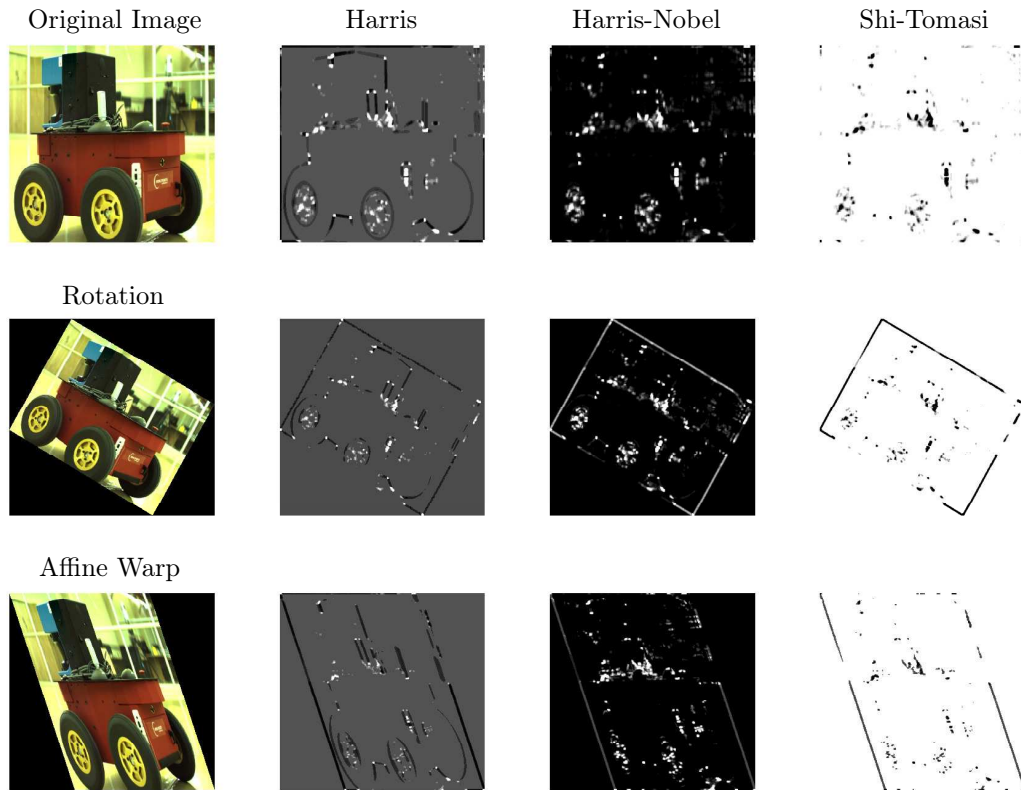 Original Image
Harris
Harris-Nobel
Shi-Tomasi
Rotation
Affine Warp